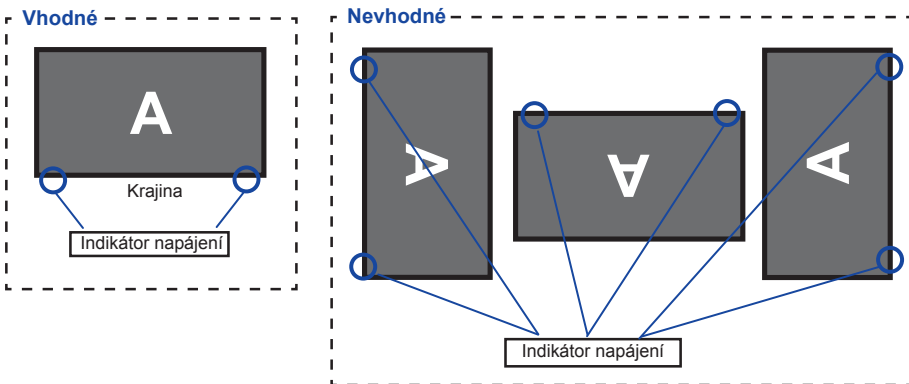 Vhodné
A
Krajina
Indikátor napájení
Nevhodné
A
A
A
Indikátor napájení